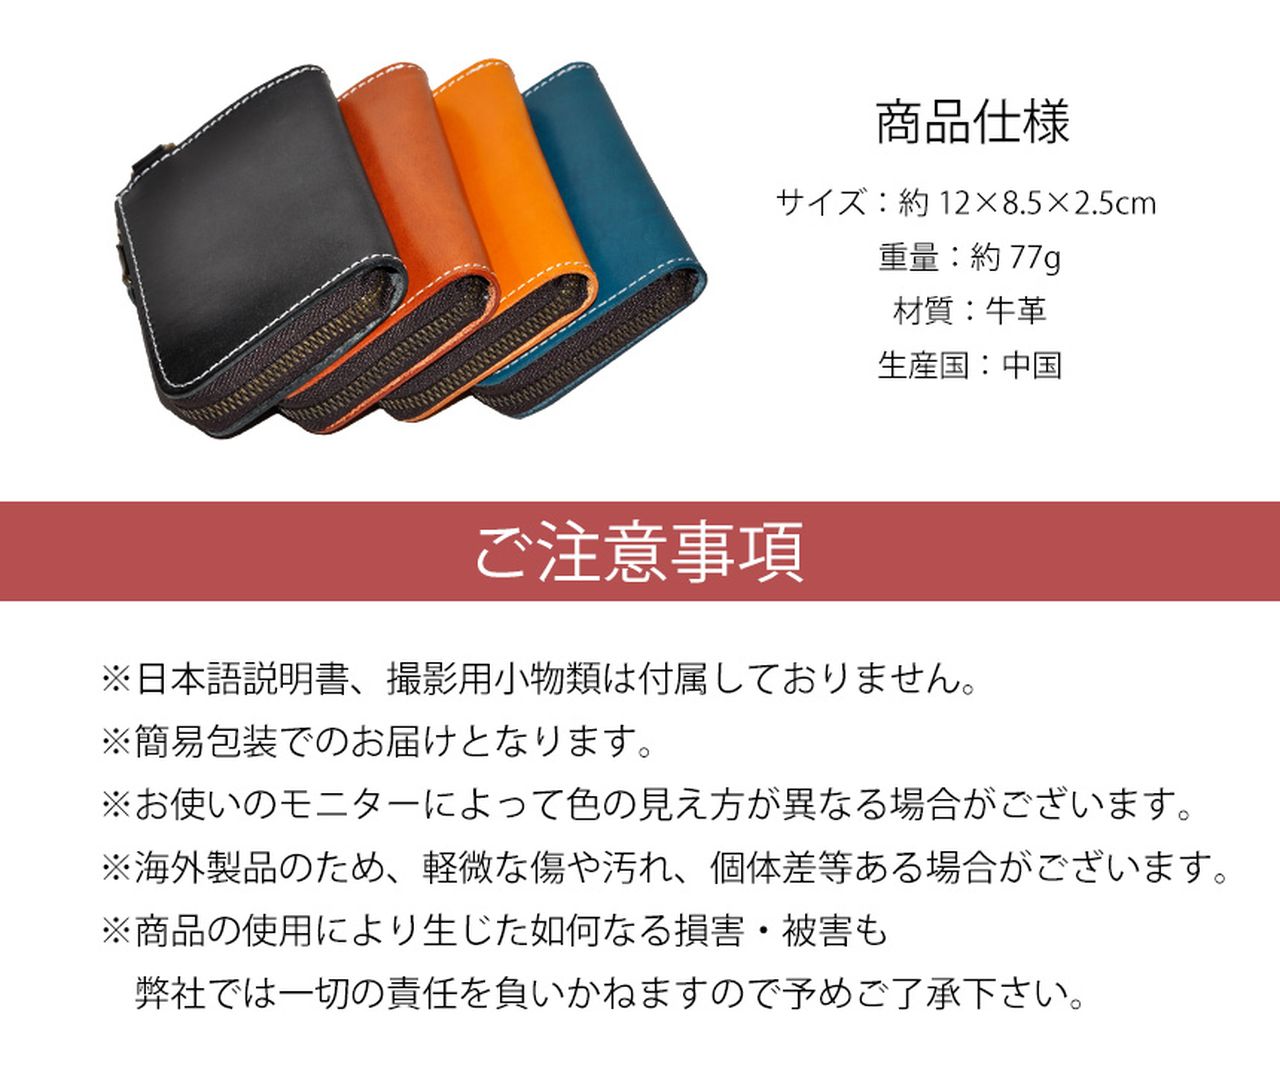 商品仕様
サイズ：約 12×8.5×2.5cm
重量：約 77g
材質：牛革
生産国：中国
ご注意事項
※日本語説明書、撮影用小物類は付属しておりません。
※簡易包装でのお届けとなります。
※お使いのモニターによって色の見え方が異なる場合がございます。
※海外製品のため、軽微な傷や汚れ、個体差等ある場合がございます。
※商品の使用により生じた如何なる損害・被害も
弊社では一切の責任を負いかねますので予めご了承下さい。